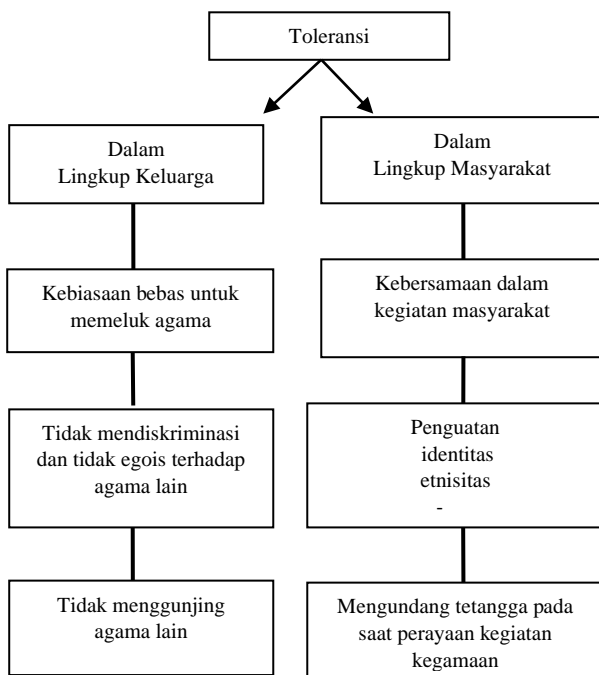 Toleransi
Dalam
Lingkup Keluarga
Dalam
Lingkup Masyarakat
Kebiasaan bebas untuk
memeluk agama
Kebersamaan dalam
kegiatan masyarakat
Tidak mendiskriminasi
dan tidak egois terhadap
agama lain
Penguatan
identitas
etnisitas
-
Tidak menggunjing
agama lain
Mengundang tetangga pada
saat perayaan kegiatan
kegamaan